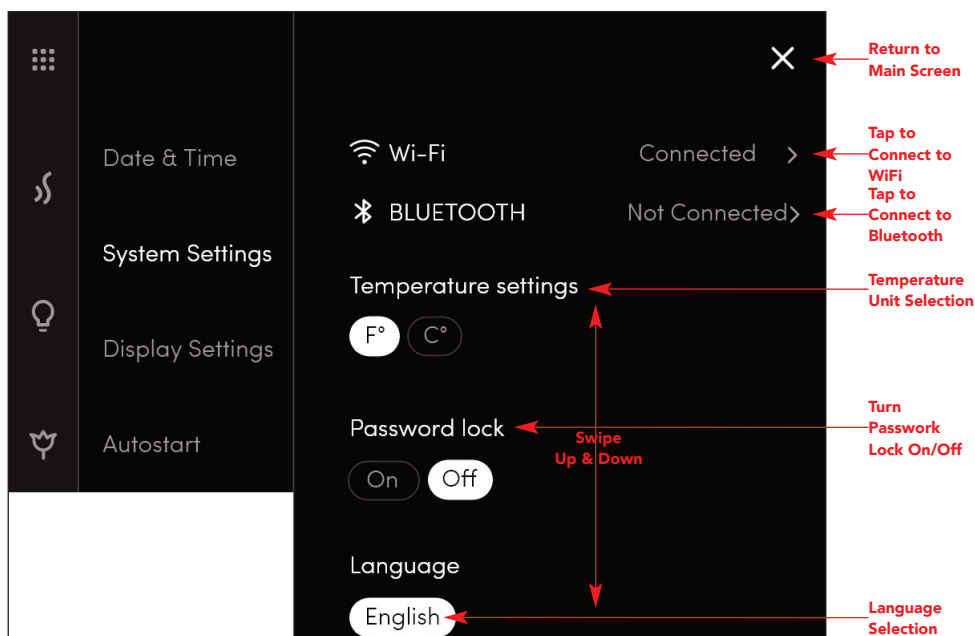 Return to
Main Screen
Date & Time
Wi-Fi
Connected >
Tap to
Connect to
WiFi
BLUETOOTH
Not Connected>
Tap to
Connect to
Bluetooth
System Settings
Temperature settings
Temperature
Unit Selection
F°
C°
Display Settings
Password lock
Turn
Passwork
Lock On/Off
Swipe
Up & Down
Autostart
On
Off
Language
English
Language
Selection